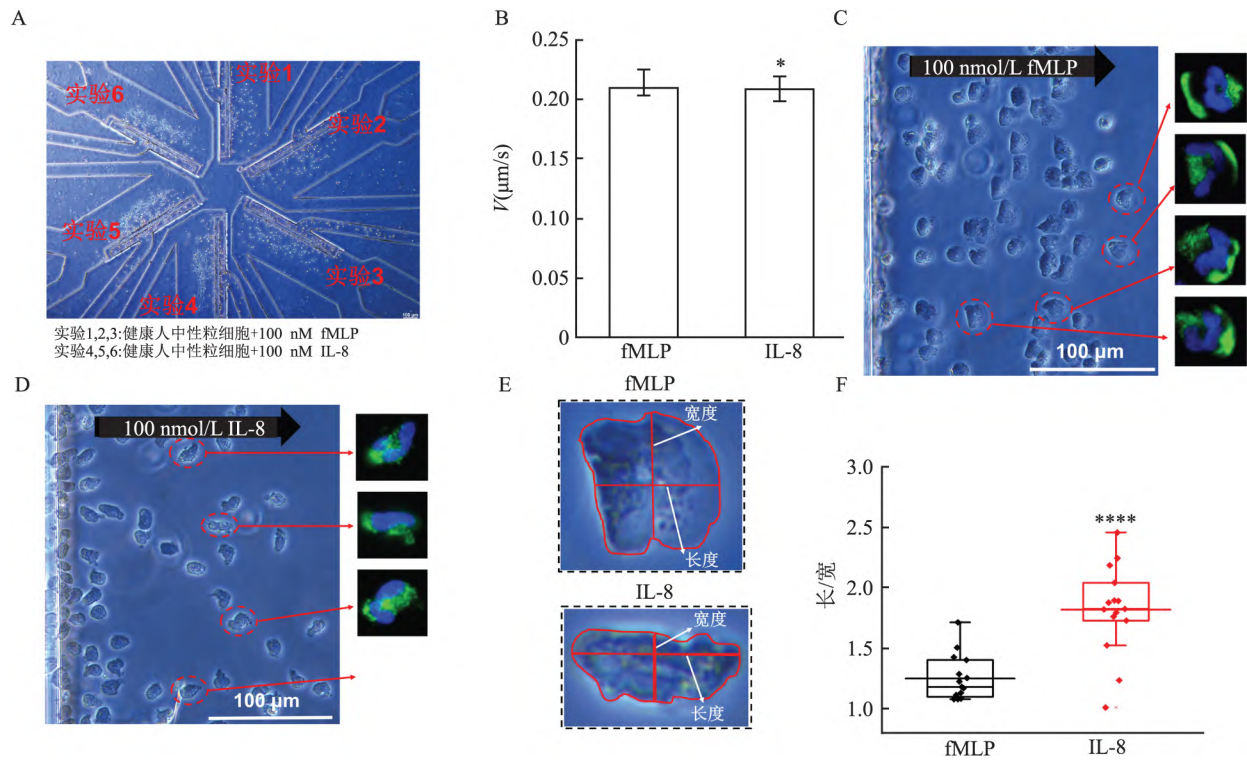 A
实验1
实验6
实验2
实验5
实验3
实验4
100 μm
实验1,2,3:健康人中性粒细胞+100 nM fMLP
实验4,5,6:健康人中性粒细胞+100 nM IL-8
B
0.25
0.20
0.15
0.10
0.05
0
V(μm/s)
*
fMLP
IL-8
C
100 nmol/L fMLP
100 μm
D
100 nmol/L IL-8
100 μm
E
fMLP
宽度
长度
IL-8
宽度
长度
F
3.0
2.5
2.0
1.5
1.0
长/宽
****
fMLP
IL-8